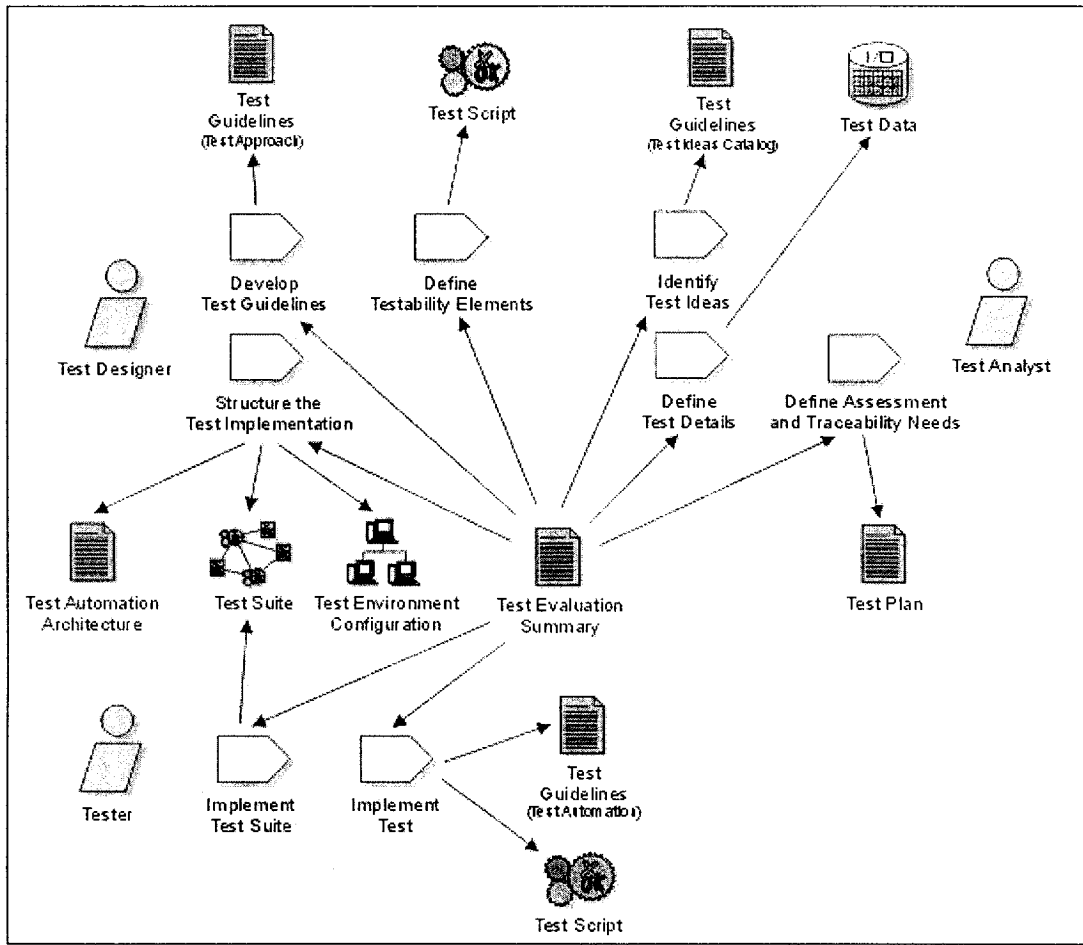 Test
Guidelines
(Test Approach)
Test Script
Test
Guidelines
(Test Ideas Catalog)
I/O
Test Data
OK
Develop
Test Guidelines
Define
Testability Elements
Identify
Test Ideas
Test Designer
Test Analyst
Structure the
Test Implementation
Define
Test Details
Define Assessment
and Traceability Needs
Test Automation
Architecture
Test Suite
Test Environment
Configuration
Test Evaluation
Summary
Test Plan
Tester
Implement
Test Suite
Implement
Test
Test
Guidelines
(Test Automation)
OK
Test Script